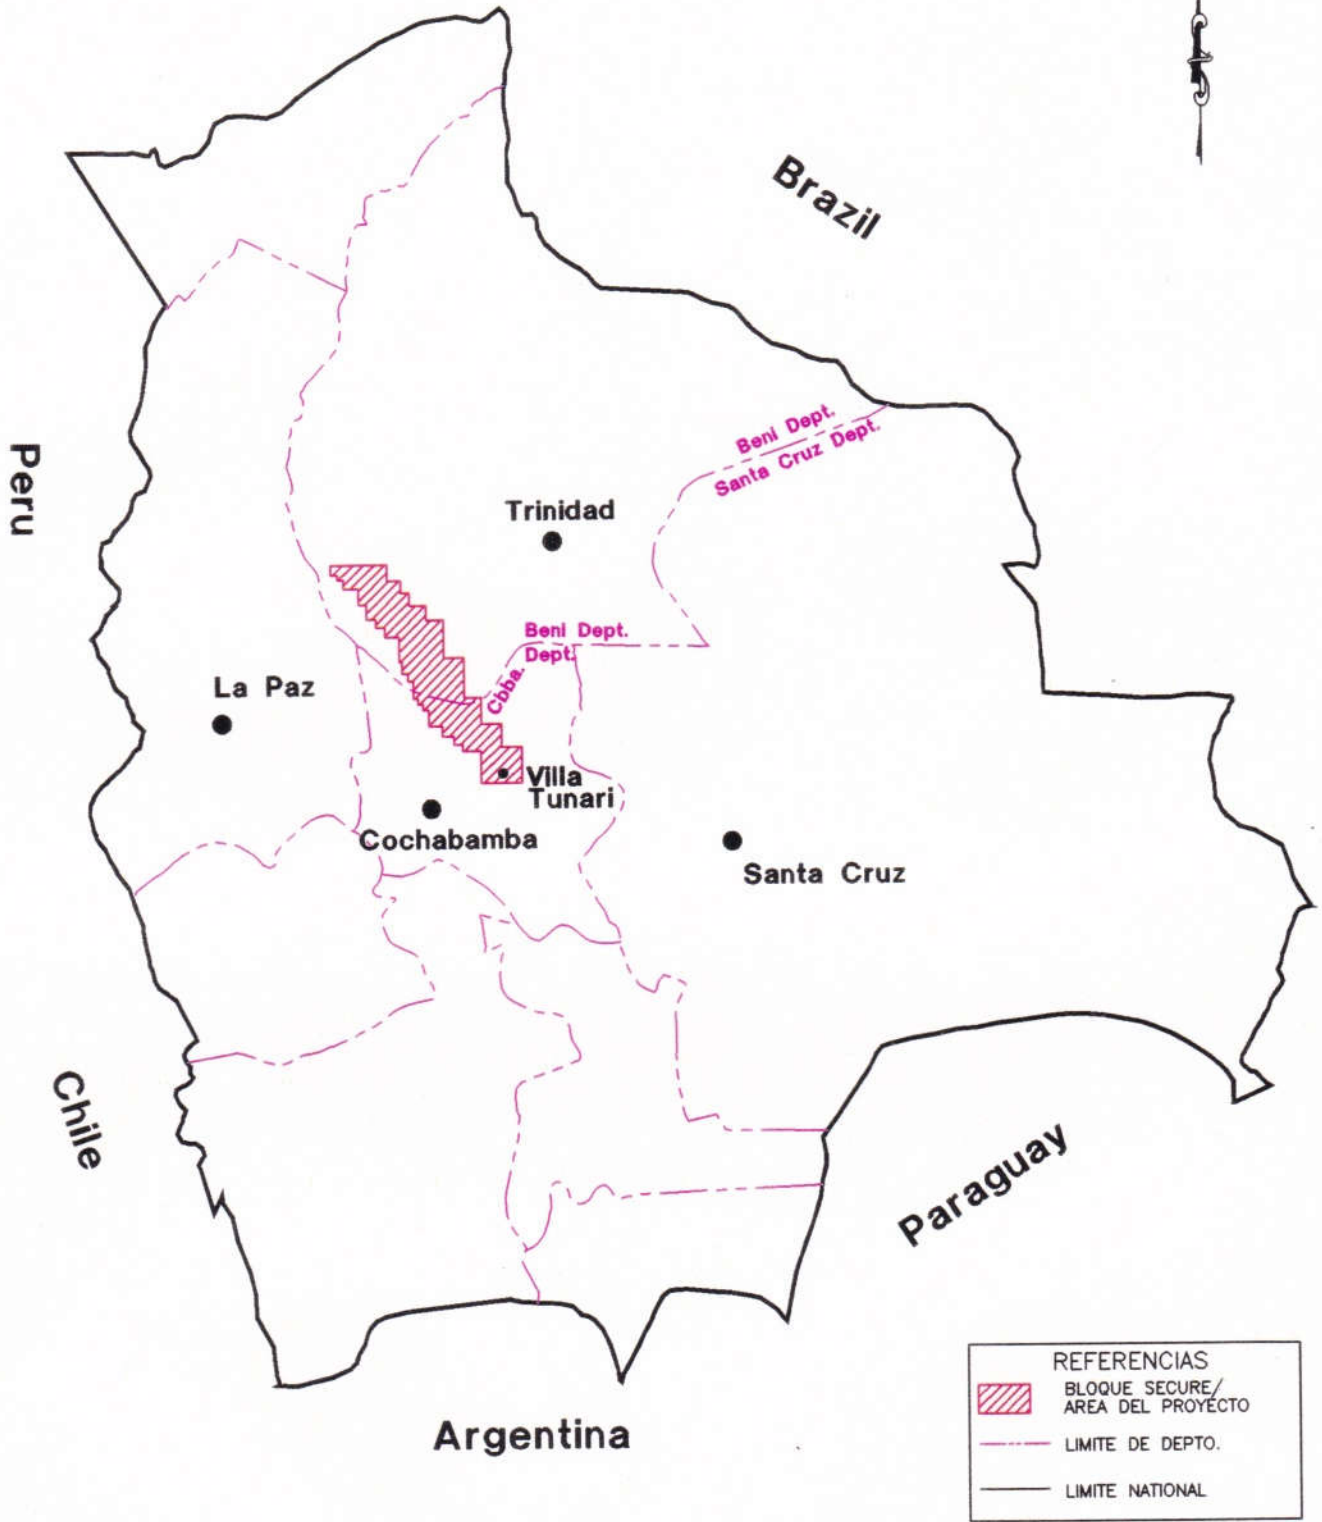 Brazil
Peru
Beni Dept.
Santa Cruz Dept.
Trinidad
Beni Dept.
Cbba. Dept.
La Paz
Villa
Tunari
Cochabamba
Santa Cruz
Chile
Paraguay
Argentina
REFERENCIAS
BLOQUE SECURE/
AREA DEL PROYECTO
LIMITE DE DEPTO.
LIMITE NATIONAL